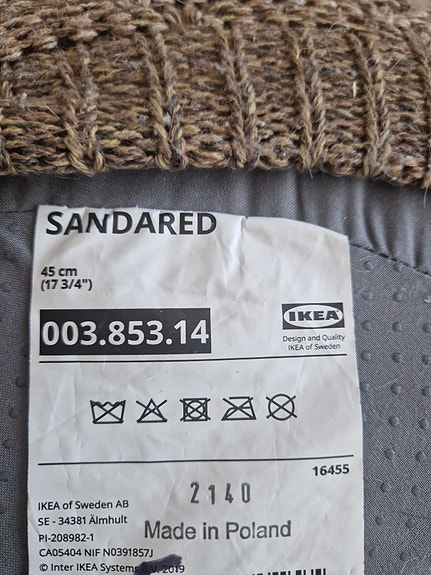 SANDARED
45 cm
(17 3/4")
003.853.14
IKEA
Design and Quality
IKEA of Sweden
16455
2140
IKEA of Sweden AB
SE - 34381 Älmhult
Made in Poland
PI-208982-1
CA05404 NIF N0391857J
© Inter IKEA Systems 2019